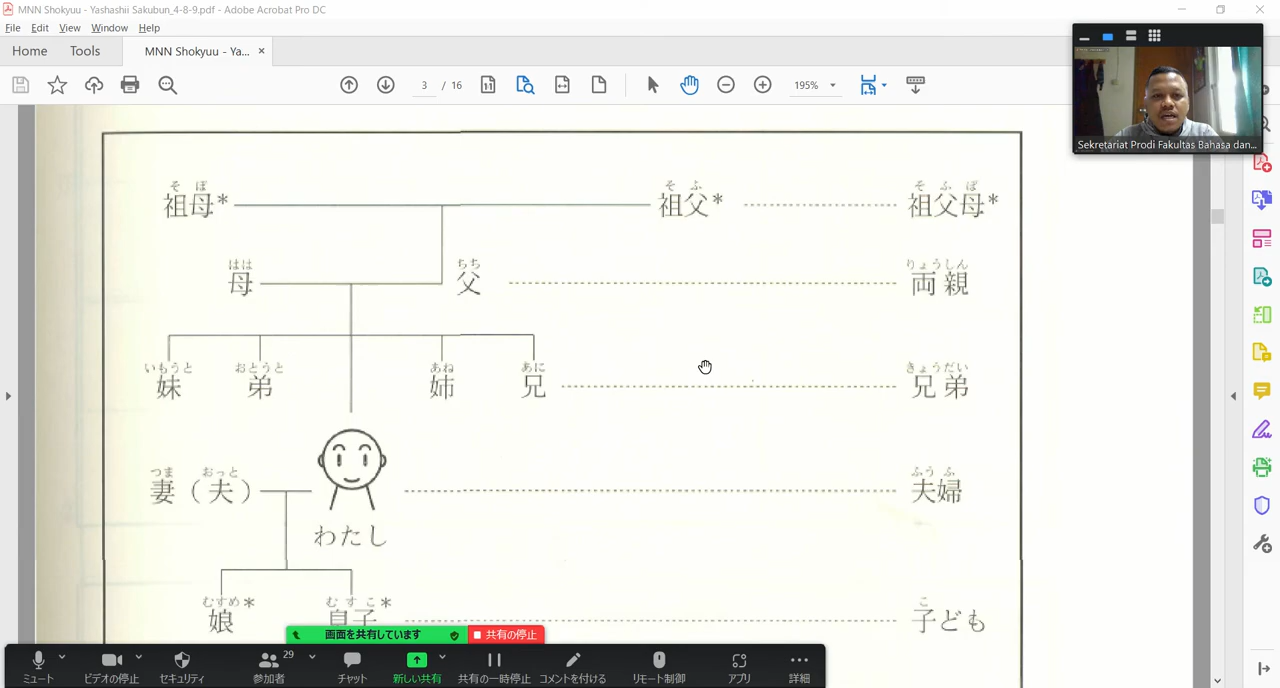 MNN Shokyuu - Yashashii Sakubun_4-8-9.pdf - Adobe Acrobat Pro DC
File Edit View Window Help
Home Tools MNN Shokyuu - Ya... ×
3 / 16 195%
Sekretariat Prodi Fakultas Bahasa dan...
そぼ そふ そふぼ
祖母* 祖父* 祖父母*
はは ちち りょうしん
母 父 両親
いもうと おとうと あね あに きょうだい
妹 弟 姉 兄 兄弟
つま おっと ふうふ
妻(夫) 夫婦
わたし
むすめ* むすこ* こ
娘 息子 子ども
画面を共有しています 共有の停止
29
ミュート ビデオの停止 セキュリティ 参加者 チャット 新しい共有 共有の一時停止 コメントを付ける リモート制御 アプリ 詳細